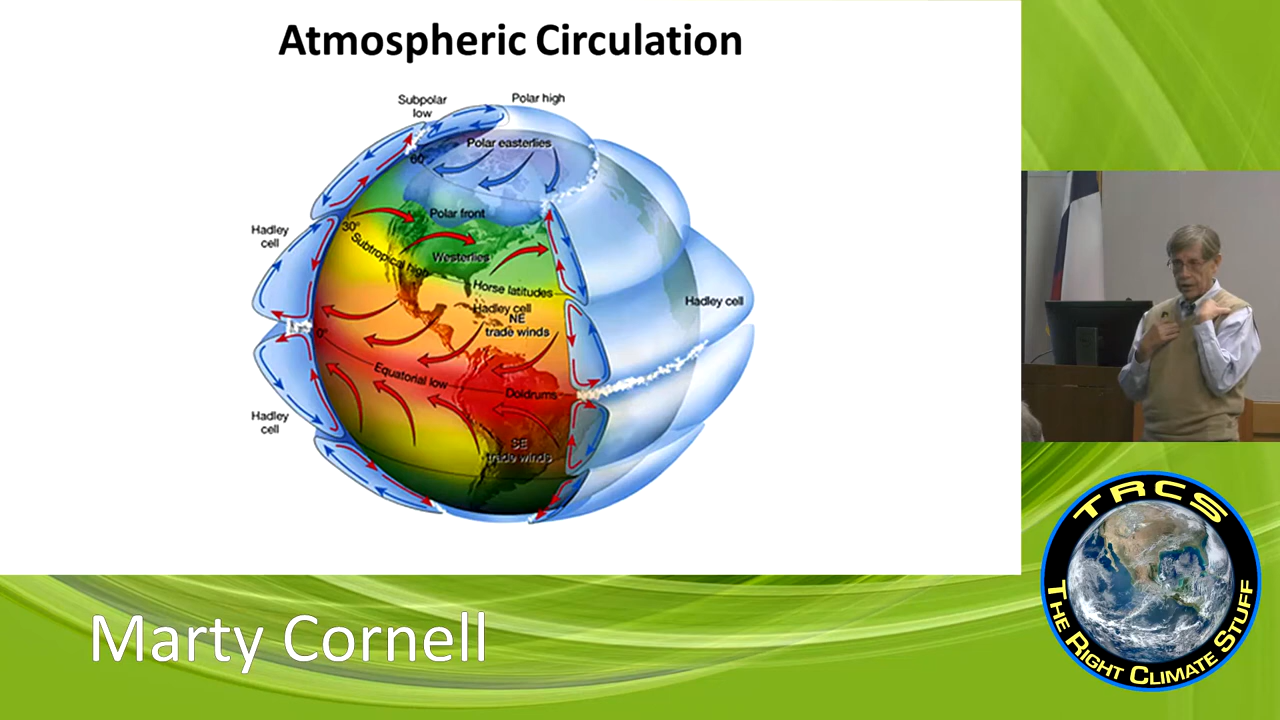 Atmospheric Circulation
Subpolar
low
Polar high
Polar easterlies
60°
Polar front
Hadley
cell
30°
Subtropical high
Westerlies
Horse latitudes
Hadley cell
Hadley cell
NE
trade winds
0°
Equatorial low
Doldrums
Hadley
cell
SE
trade winds
Marty Cornell
TRCS
THE RIGHT CLIMATE STUFF